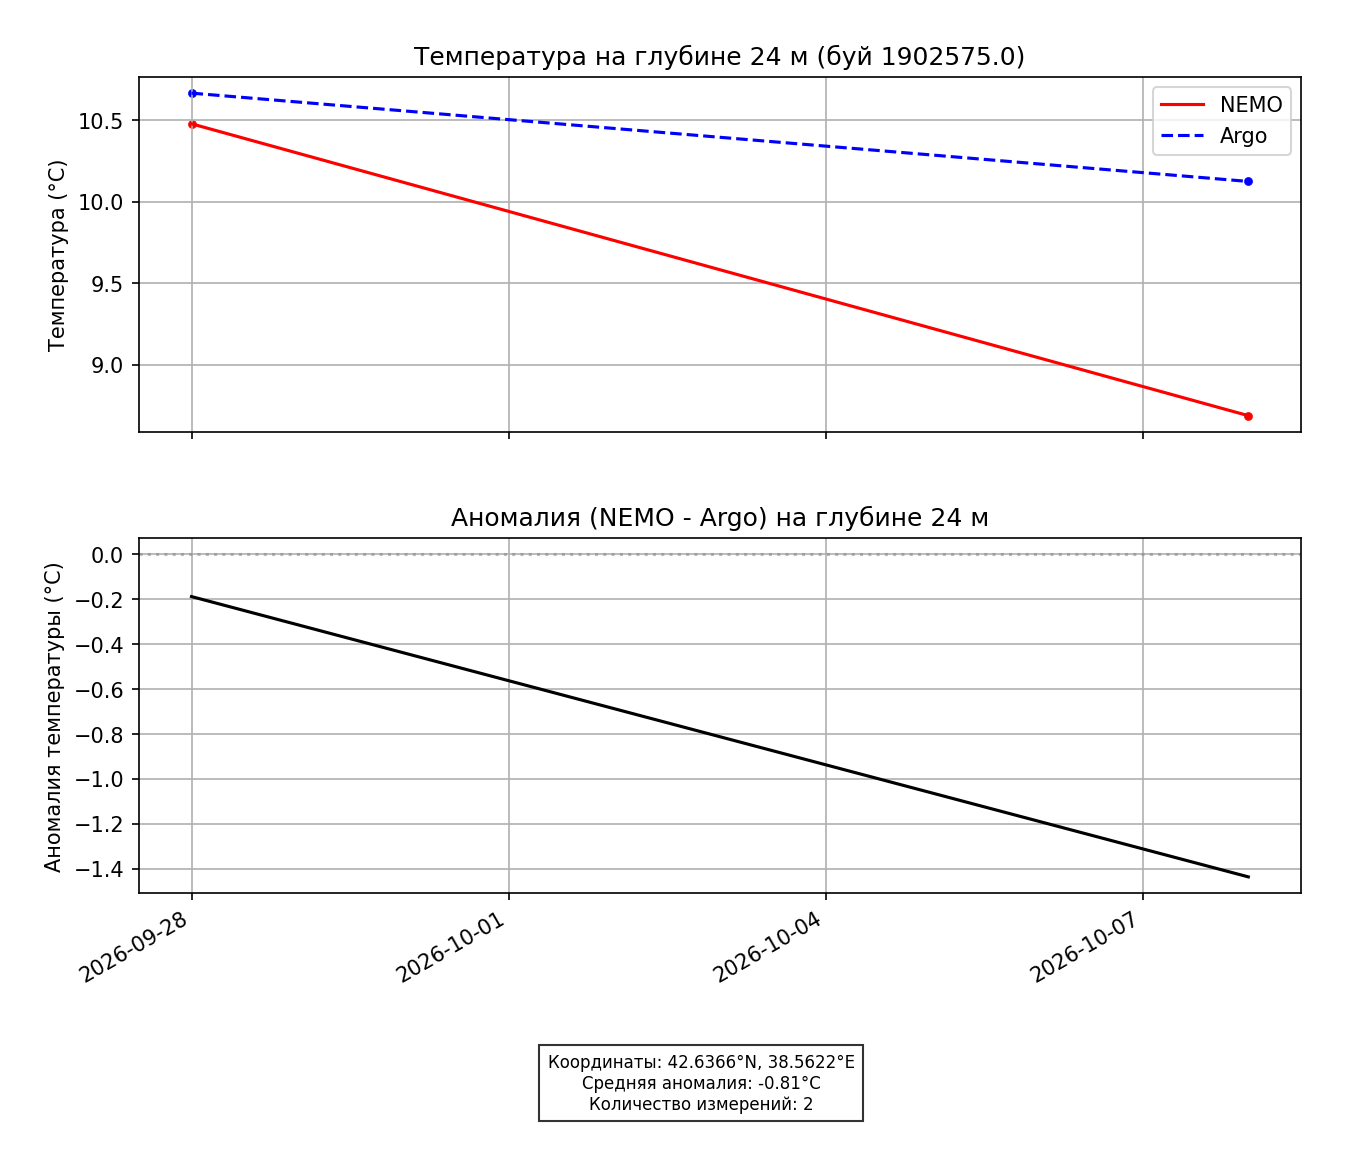 Температура на глубине 24 м (буй 1902575.0)
Температура (°C)
10.5
10.0
9.5
9.0
NEMO
Argo
Аномалия (NEMO - Argo) на глубине 24 м
Аномалия температуры (°C)
0.0
−0.2
−0.4
−0.6
−0.8
−1.0
−1.2
−1.4
2026-09-28
2026-10-01
2026-10-04
2026-10-07
Координаты: 42.6366°N, 38.5622°E
Средняя аномалия: -0.81°C
Количество измерений: 2